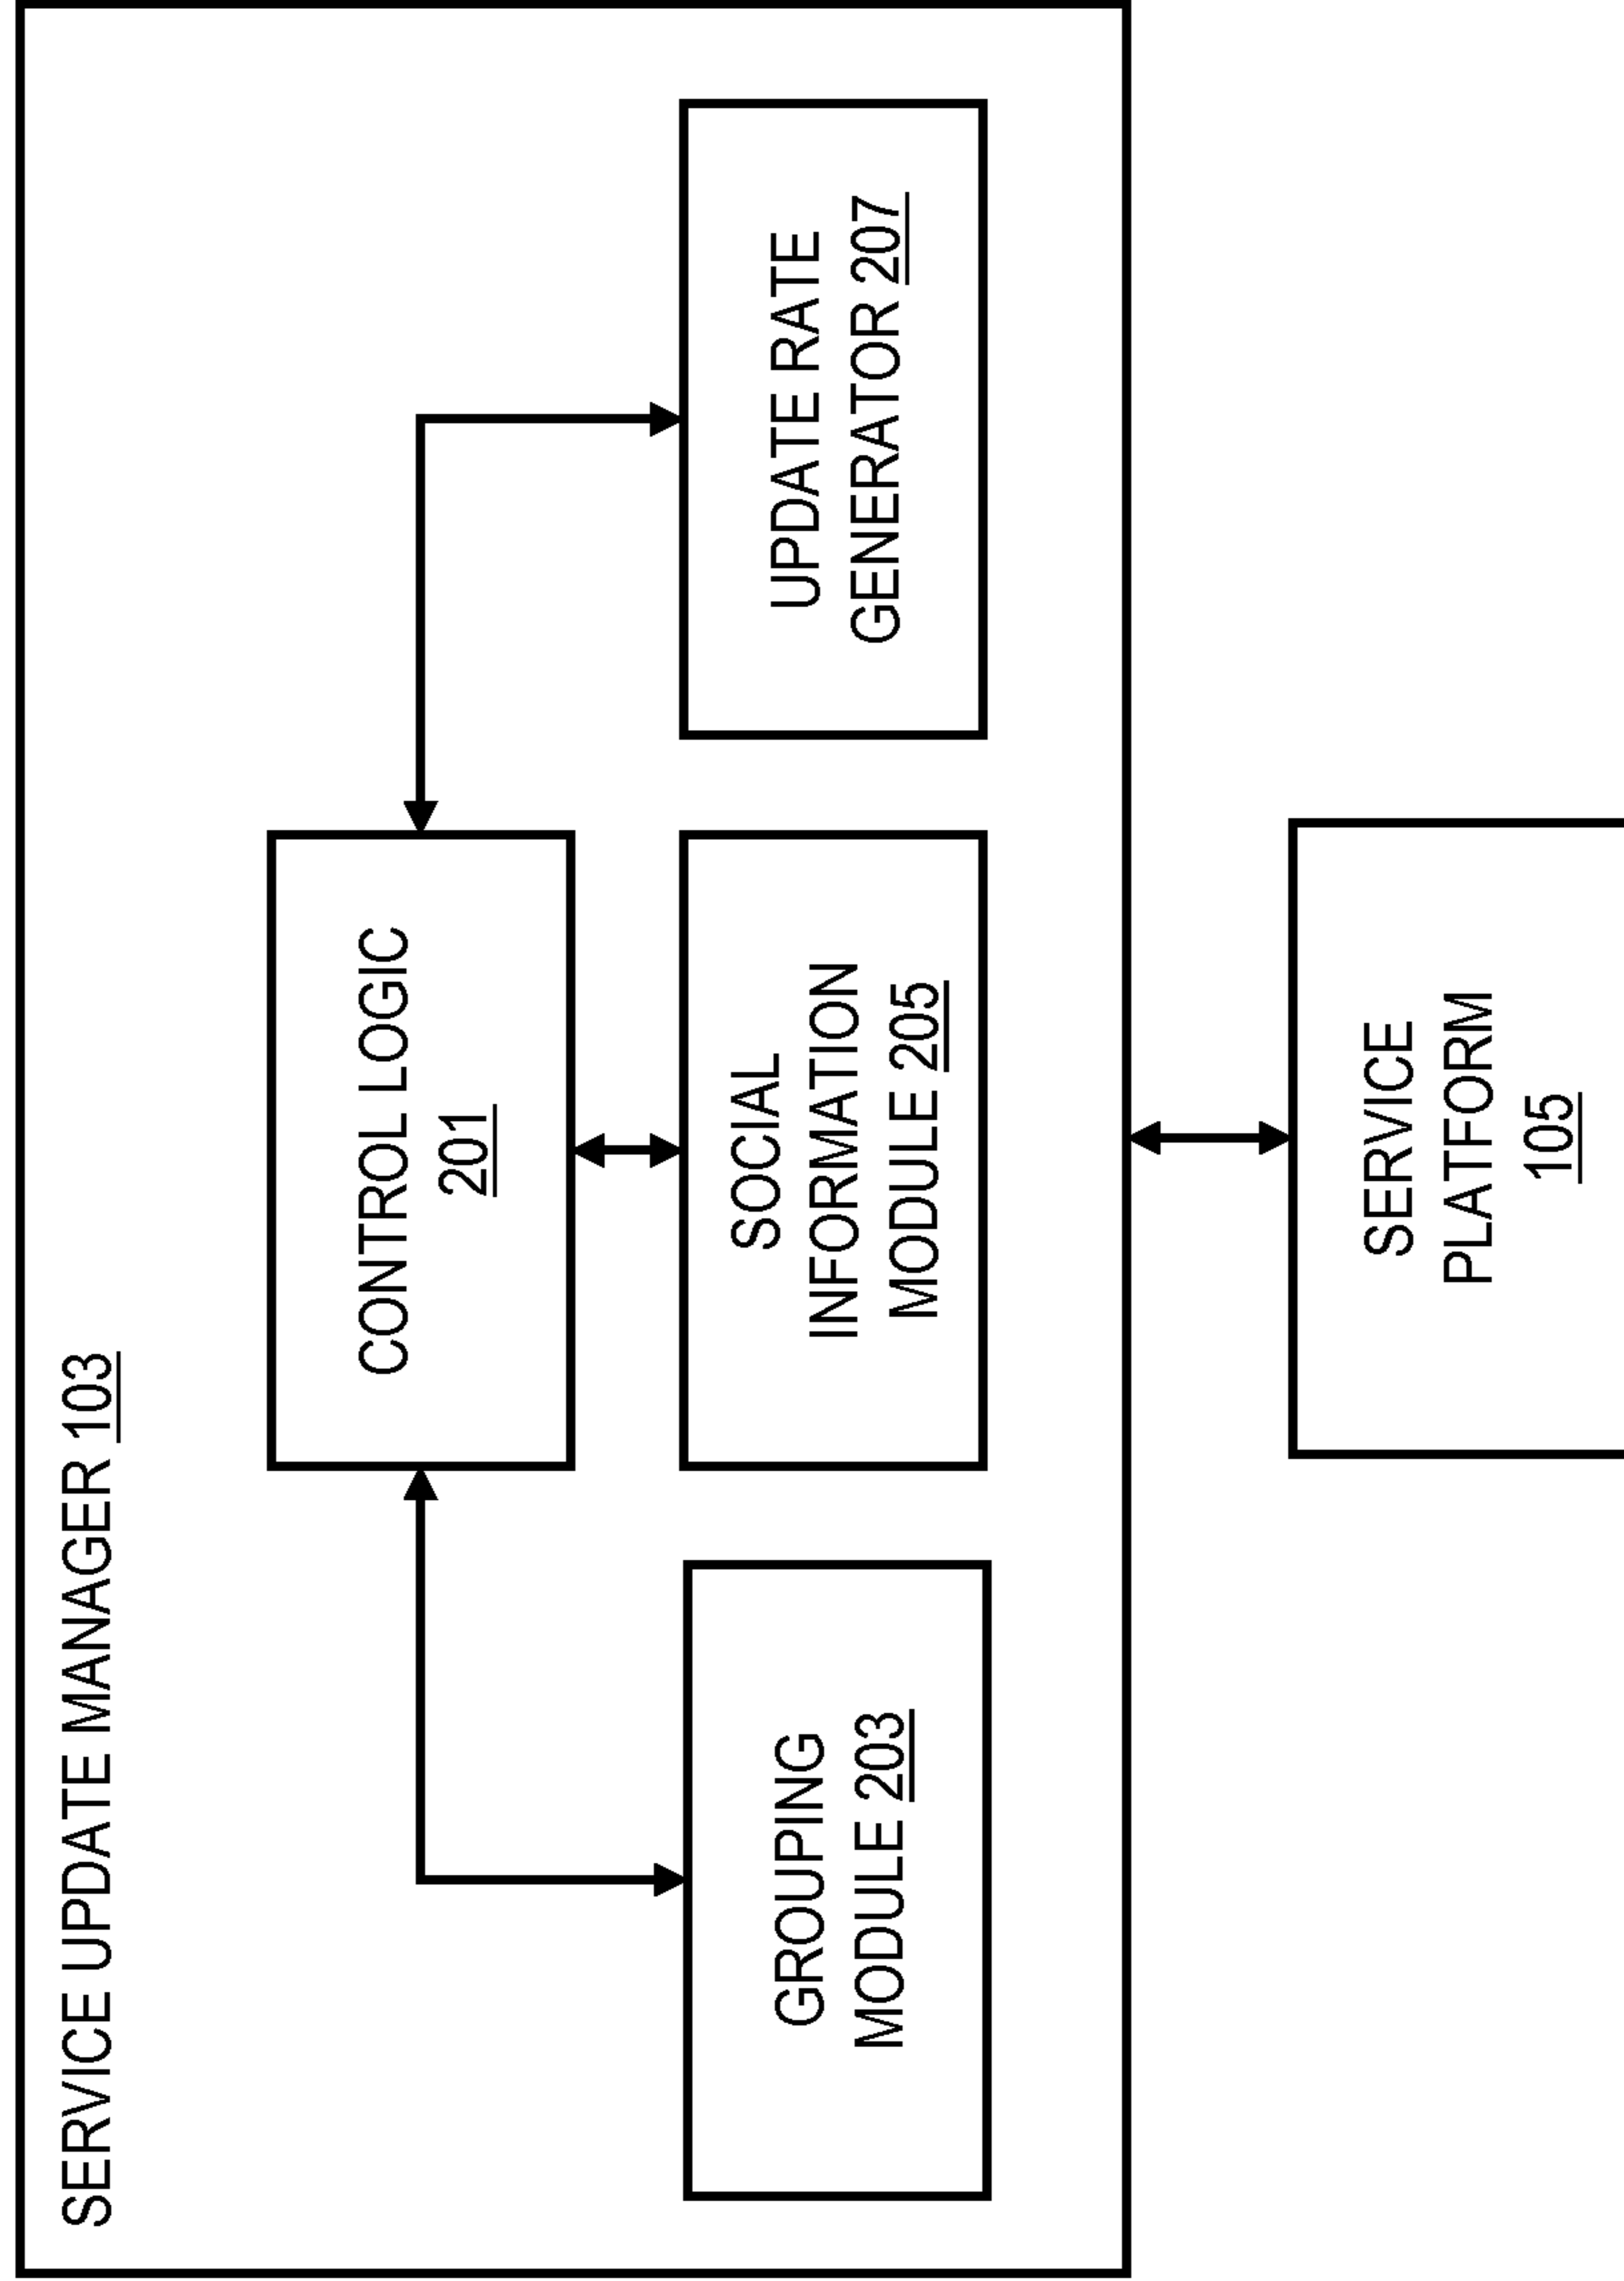 SERVICE UPDATE MANAGER 103
CONTROL LOGIC
201
GROUPING
MODULE 203
SOCIAL
INFORMATION
MODULE 205
UPDATE RATE
GENERATOR 207
SERVICE
PLATFORM
105